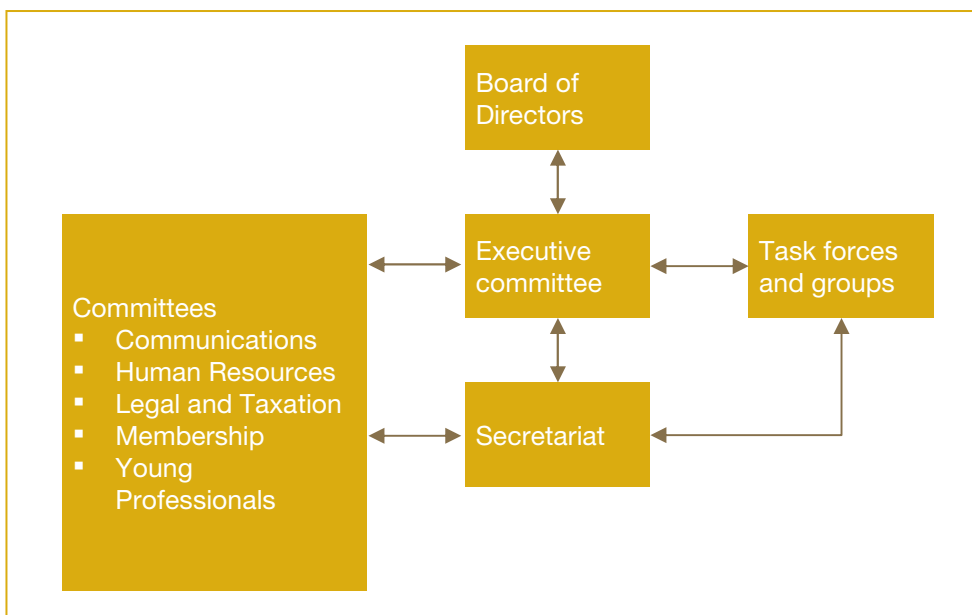 Board of
Directors
Executive
committee
Task forces
and groups
Committees
▪ Communications
▪ Human Resources
▪ Legal and Taxation
▪ Membership
▪ Young
Professionals
Secretariat